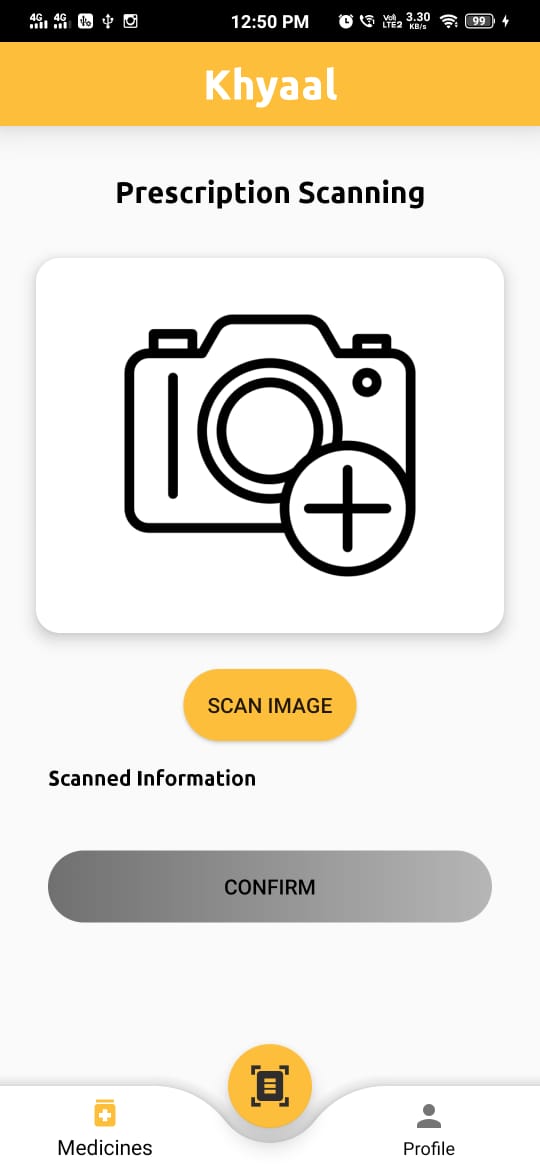 4G 4G 12:50 PM Vo) LTE2 3.30 KB/s 99
Khyaal
Prescription Scanning
SCAN IMAGE
Scanned Information
CONFIRM
Medicines
Profile